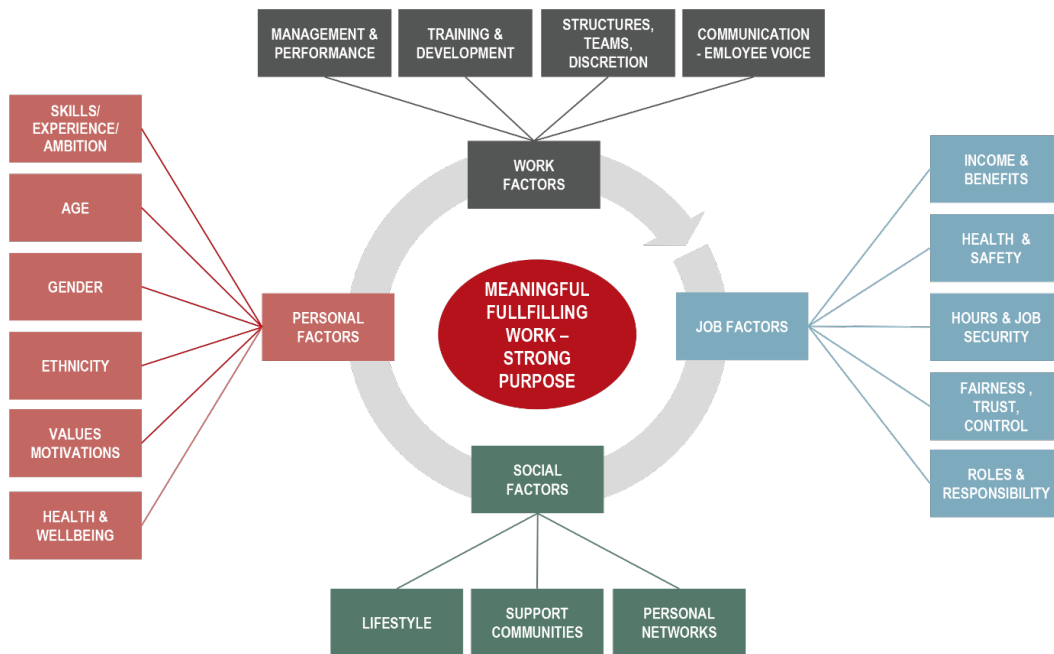 MANAGEMENT &
PERFORMANCE
TRAINING &
DEVELOPMENT
STRUCTURES,
TEAMS,
DISCRETION
COMMUNICATION
- EMLOYEE VOICE
SKILLS/
EXPERIENCE/
AMBITION
AGE
GENDER
ETHNICITY
VALUES
MOTIVATIONS
HEALTH &
WELLBEING
WORK
FACTORS
PERSONAL
FACTORS
MEANINGFUL
FULLFILLING
WORK –
STRONG
PURPOSE
JOB FACTORS
SOCIAL
FACTORS
INCOME &
BENEFITS
HEALTH &
SAFETY
HOURS & JOB
SECURITY
FAIRNESS ,
TRUST,
CONTROL
ROLES &
RESPONSIBILITY
LIFESTYLE
SUPPORT
COMMUNITIES
PERSONAL
NETWORKS